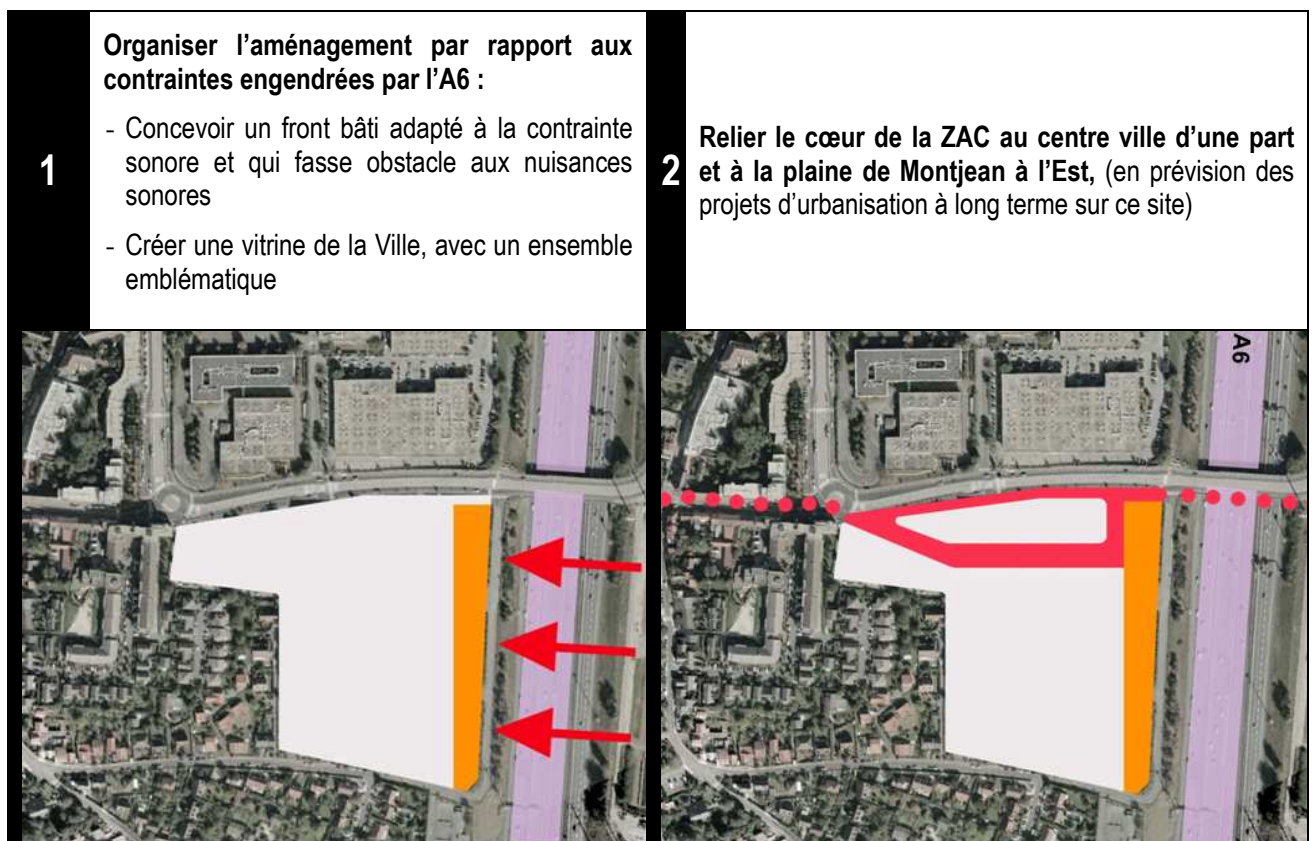 1
Organiser l'aménagement par rapport aux
contraintes engendrées par l'A6 :
- Concevoir un front bâti adapté à la contrainte
sonore et qui fasse obstacle aux nuisances
sonores
- Créer une vitrine de la Ville, avec un ensemble
emblématique
2
Relier le cœur de la ZAC au centre ville d'une part
et à la plaine de Montjean à l'Est, (en prévision des
projets d'urbanisation à long terme sur ce site)
A6